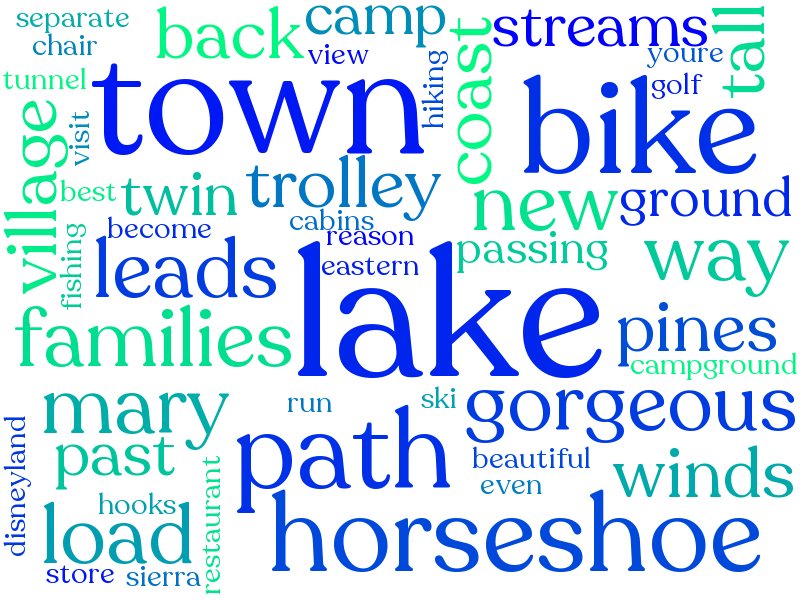 separate
chair
tunnel
back
camp
view
town
hiking
coast
streams
youre
golf
tall
bike
village
visit
best
twin
trolley
new
ground
fishing
become
cabins
reason
eastern
leads
lake
passing
way
families
pines
campground
mary
run
ski
gorgeous
past
path
beautiful
even
winds
disneyland
hooks
restaurant
load
horseshoe
store
sierra